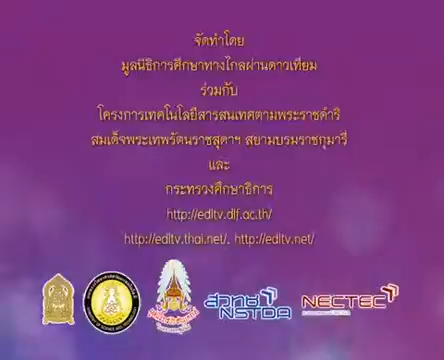 จัดทำโดย
มูลนิธิการศึกษาทางไกลผ่านดาวเทียม
ร่วมกับ
โครงการเทคโนโลยีสารสนเทศตามพระราชดำริ
สมเด็จพระเทพรัตนราชสุดาฯ สยามบรมราชกุมารี
และ
กระทรวงศึกษาธิการ
http://edltv.dlf.ac.th/
http://edltv.thai.net/, http://edltv.net/
สวทช
NSTDA
NECTEC